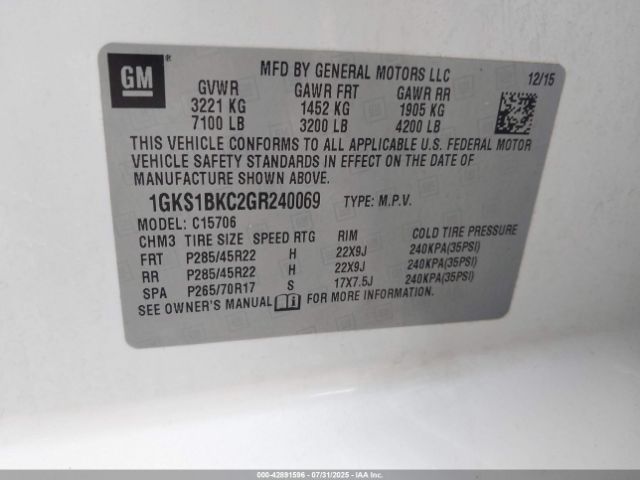 GM®
MFD BY GENERAL MOTORS LLC 12/15
GVWR GAWR FRT GAWR RR
3221 KG 1452 KG 1905 KG
7100 LB 3200 LB 4200 LB
THIS VEHICLE CONFORMS TO ALL APPLICABLE U.S. FEDERAL MOTOR
VEHICLE SAFETY STANDARDS IN EFFECT ON THE DATE OF
MANUFACTURE SHOWN ABOVE.
1GKS1BKC2GR240069 TYPE: M.P.V.
MODEL: C15706
CHM3 TIRE SIZE SPEED RTG RIM COLD TIRE PRESSURE
FRT P285/45R22 H 22X9J 240KPA(35PSI)
RR P285/45R22 H 22X9J 240KPA(35PSI)
SPA P265/70R17 S 17X7.5J 240KPA(35PSI)
SEE OWNER'S MANUAL FOR MORE INFORMATION.
000-42891596 | 07/31/2025 - IAA